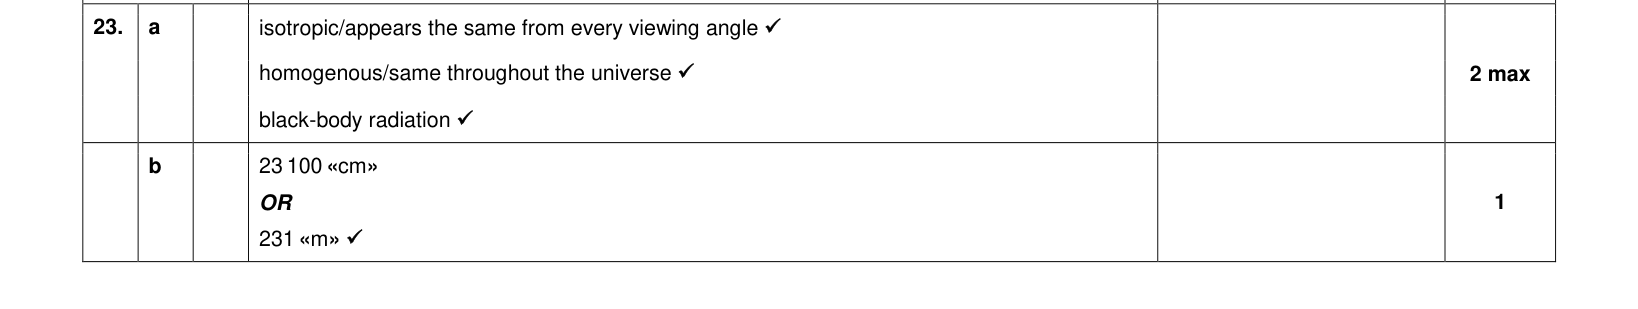 23. a isotropic/appears the same from every viewing angle ✓
homogenous/same throughout the universe ✓
2 max
black-body radiation ✓
b 23 100 «cm»
OR
1
231 «m» ✓